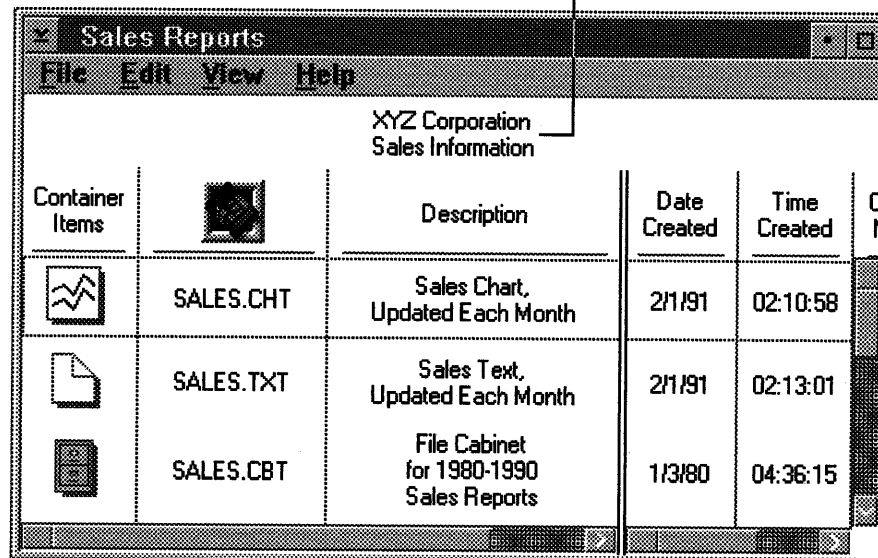 Sales Reports
File Edit View Help
XYZ Corporation
Sales Information
Container
Items
Description
Date
Created
Time
Created
SALES.CHT
Sales Chart,
Updated Each Month
2/1/91
02:10:58
SALES.TXT
Sales Text,
Updated Each Month
2/1/91
02:13:01
SALES.CBT
File Cabinet
for 1980-1990
Sales Reports
1/3/80
04:36:15